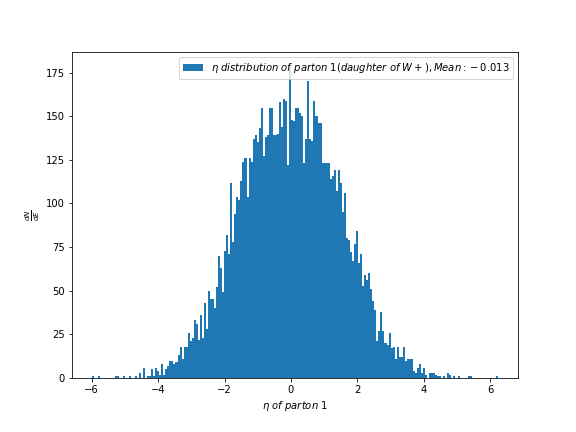 η distribution of parton 1(daughter of W+), Mean: −0.013
175
150
125
100
75
50
25
0
dN
dE
−6 −4 −2 0 2 4 6
η of parton 1